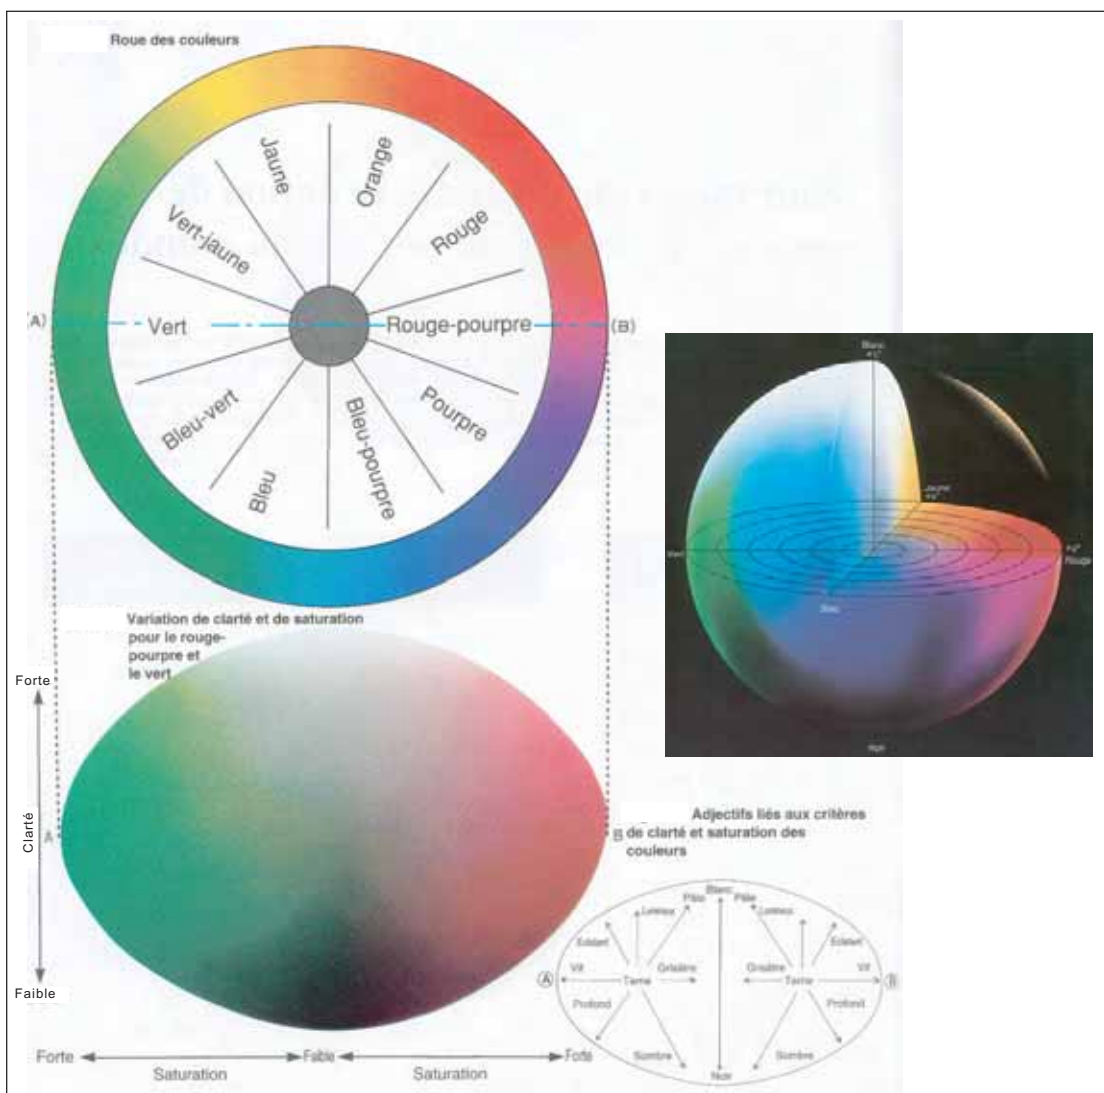 Roue des couleurs
Jaune
Orange
Vert-jaune
Rouge
(A)
Vert
Rouge-pourpre
(B)
Bleu-vert
Pourpre
Bleu
Bleu-pourpre
Blanc
Jaune
Vert
Rouge
Bleu
Noir
Variation de clarté et de saturation
pour le rouge-
pourpre et
le vert
Forte
Clarté
Faible
A
B
Forte
Faible
Forte
Saturation
Saturation
Adjectifs liés aux critères
de clarté et saturation des
couleurs
Blanc
Pâle
Pâle
Lumineux
Lumineux
Eclatant
Eclatant
Vif
Grisâtre
Grisâtre
Vif
A
Terne
Terne
B
Profond
Profond
Sombre
Sombre
Noir